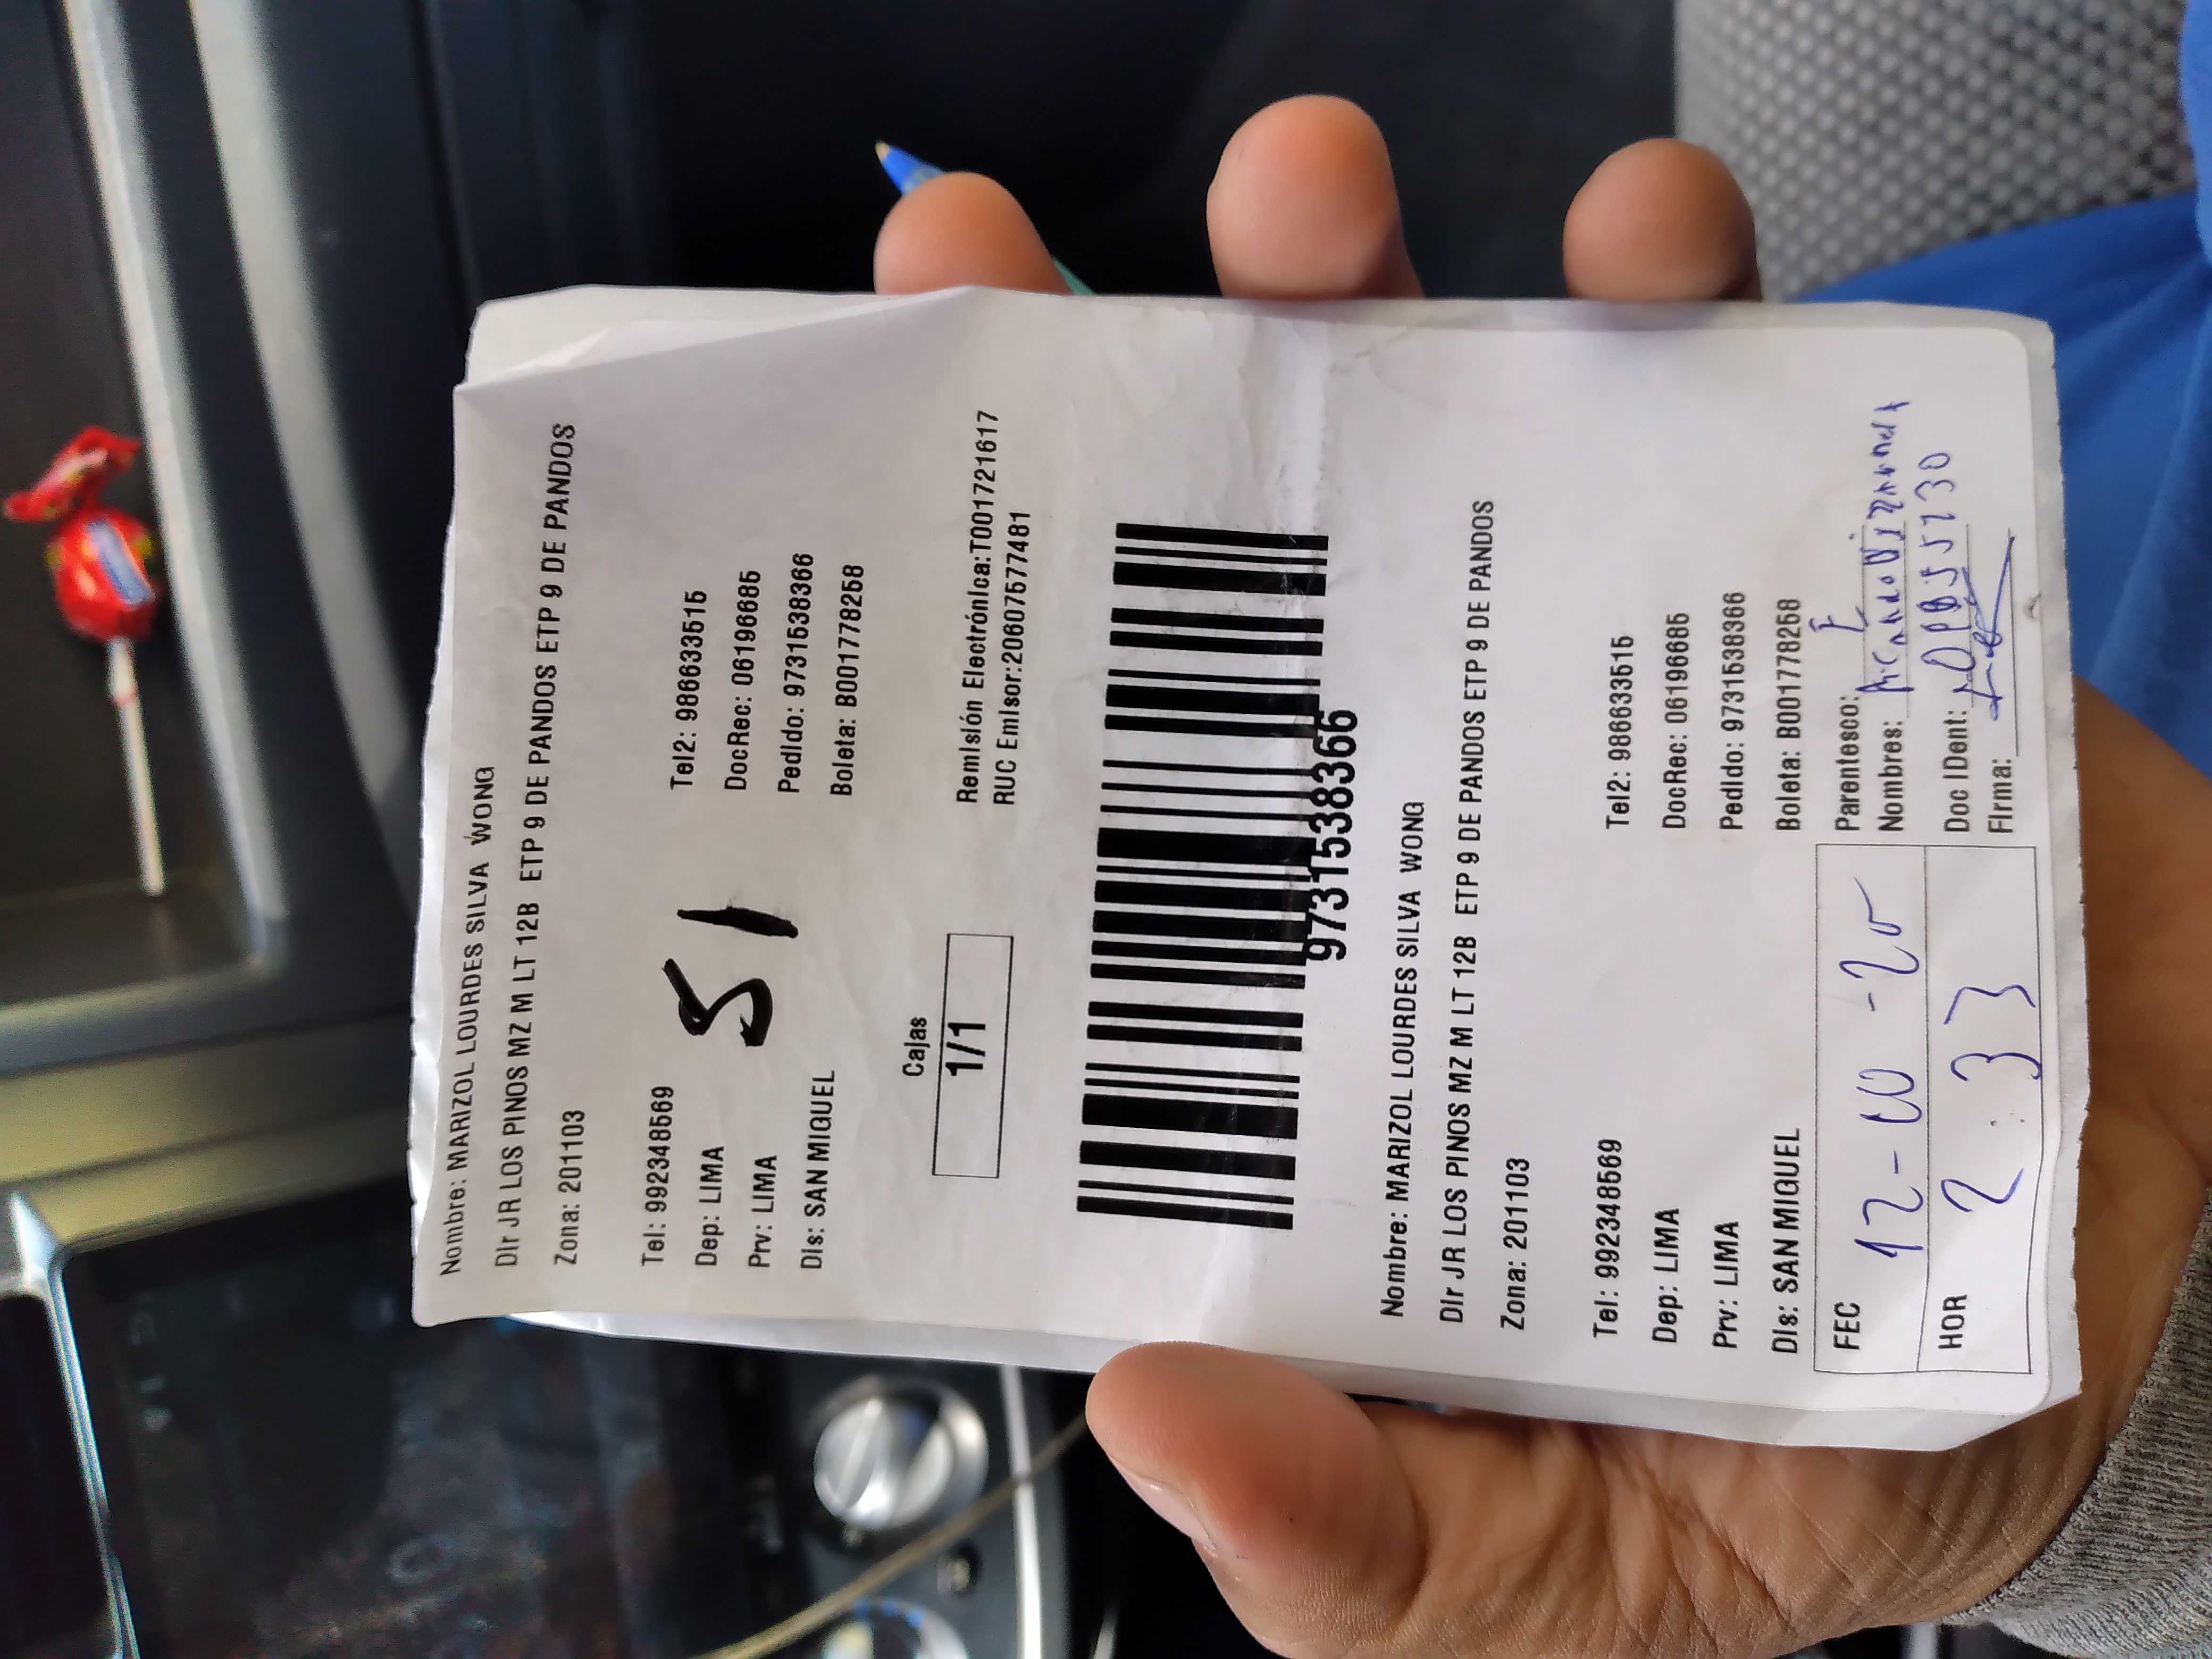 Nombre: MARIZOL LOURDES SILVA WONG
Dir JR LOS PINOS MZ M LT 12B ETP 9 DE PANDOS ETP 9 DE PANDOS
Zona: 201103
Tel: 992348569
Tel2: 986633515
Dep: LIMA
DocRec: 06196685
Prv: LIMA
Pedido: 9731538366
Dis: SAN MIGUEL
Boleta: B001778258
51
Cajas
1/1
Remisión Electrónica:T001721617
RUC Emisor:20607577481
9731538366
Nombre: MARIZOL LOURDES SILVA WONG
Dir JR LOS PINOS MZ M LT 12B ETP 9 DE PANDOS ETP 9 DE PANDOS
Zona: 201103
Tel: 992348569
Tel2: 986633515
Dep: LIMA
DocRec: 06196685
Prv: LIMA
Pedido: 9731538366
Dis: SAN MIGUEL
Boleta: B001778258
FEC 12-10-25
HOR 2:33
Parentesco:
Nombres:
Doc IDent:
Firma: